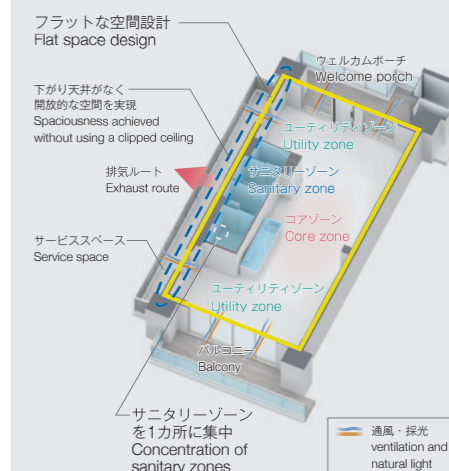 フラットな空間設計
Flat space design
ウェルカムポーチ
Welcome porch
下がり天井がなく
開放的な空間を実現
Spaciousness achieved
without using a clipped ceiling
ユーティリティゾーン
Utility zone
排気ルート
Exhaust route
サニタリーゾーン
Sanitary zone
コアゾーン
Core zone
サービススペース
Service space
ユーティリティゾーン
Utility zone
バルコニー
Balcony
サニタリーゾーン
を1カ所に集中
Concentration of
sanitary zones
通風・採光
ventilation and
natural light